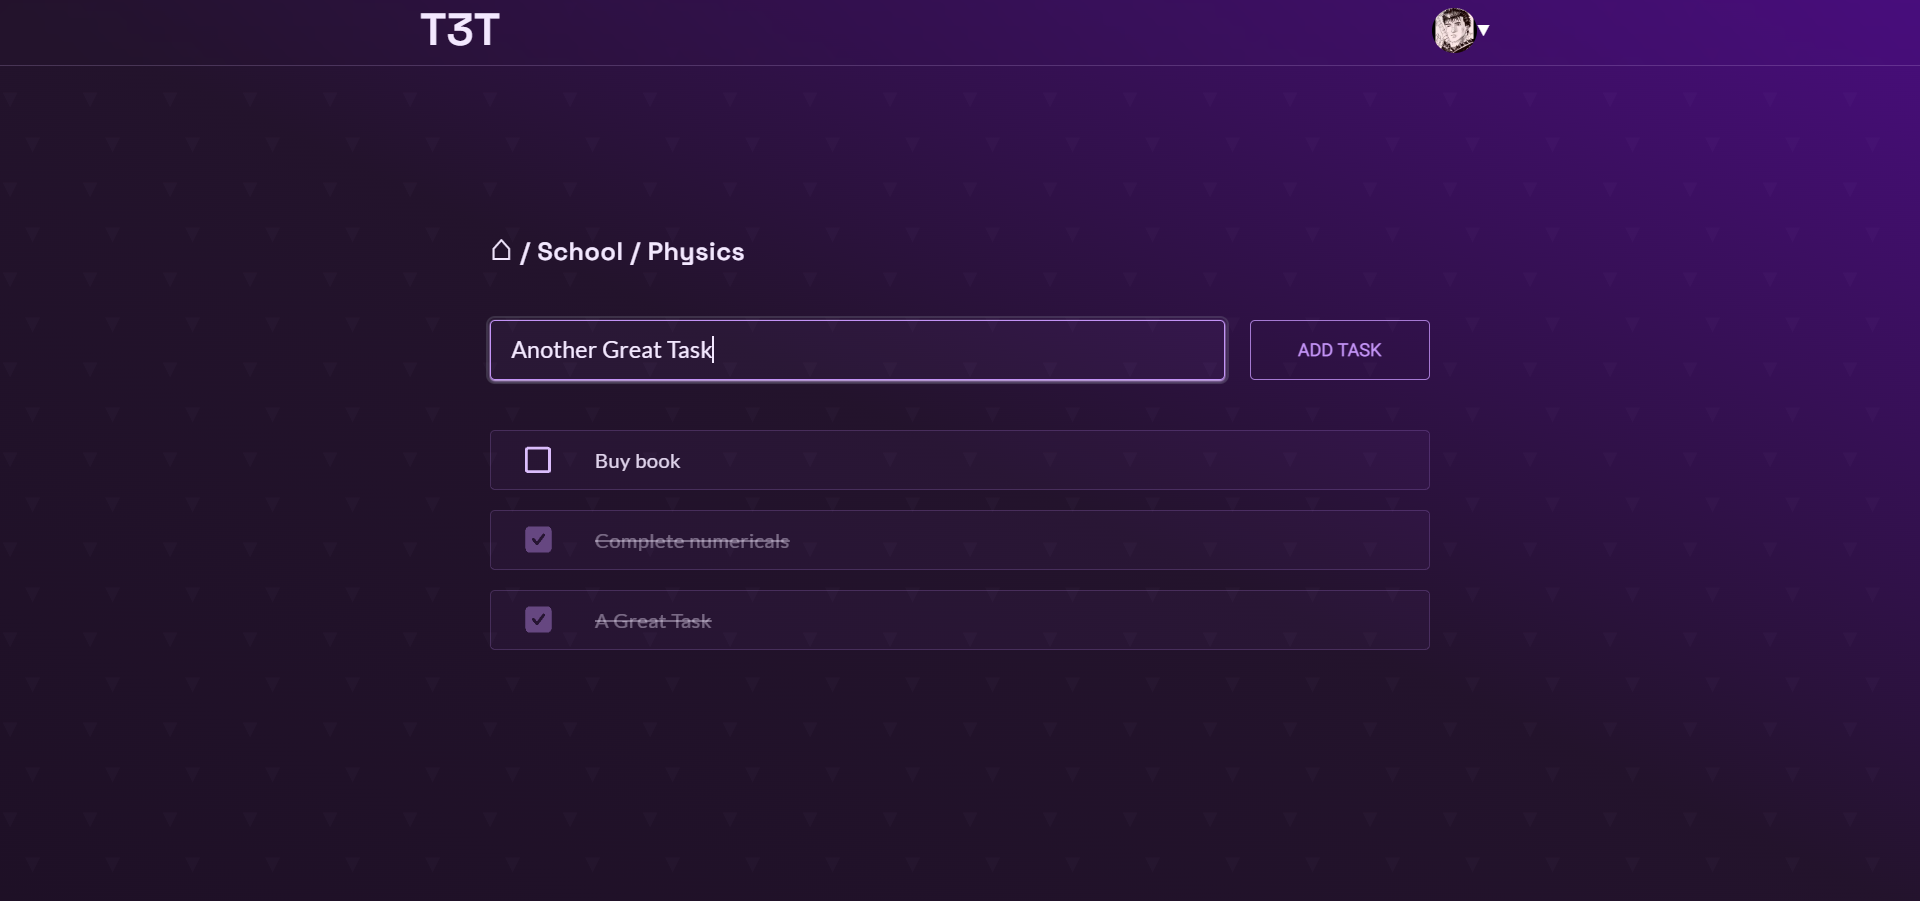 T3T
/ School / Physics
Another Great Task
ADD TASK
Buy book
Complete numericals
A Great Task